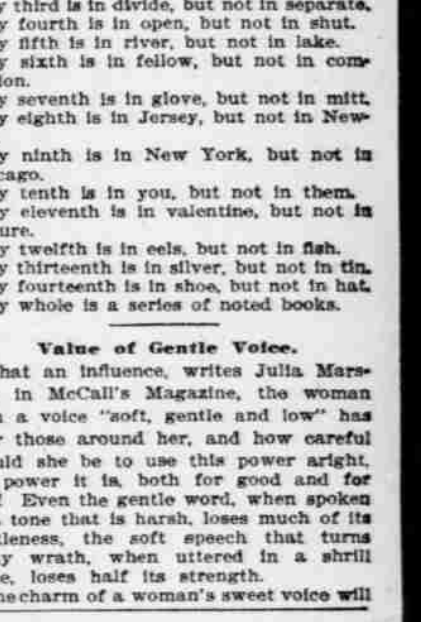 y third is in divide, but not in separate.
y fourth is in open, but not in shut.
y fifth is in river, but not in lake.
y sixth is in fellow, but not in com-
ion.
y seventh is in glove, but not in mitt.
y eighth is in Jersey, but not in New-
y ninth is in New York, but not in
cago.
y tenth is in you, but not in them.
y eleventh is in valentine, but not in
ure.
y twelfth is in eels, but not in fish.
y thirteenth is in silver, but not in tin.
y fourteenth is in shoe, but not in hat.
y whole is a series of noted books.
Value of Gentle Voice.
hat an influence, writes Julia Mars-
in McCall's Magazine, the woman
a voice "soft, gentle and low" has
those around her, and how careful
uld she be to use this power aright,
power it is, both for good and for
! Even the gentle word, when spoken
tone that is harsh, loses much of its
tleness, the soft speech that turns
y wrath, when uttered in a shrill
e, loses half its strength.
he charm of a woman's sweet voice will